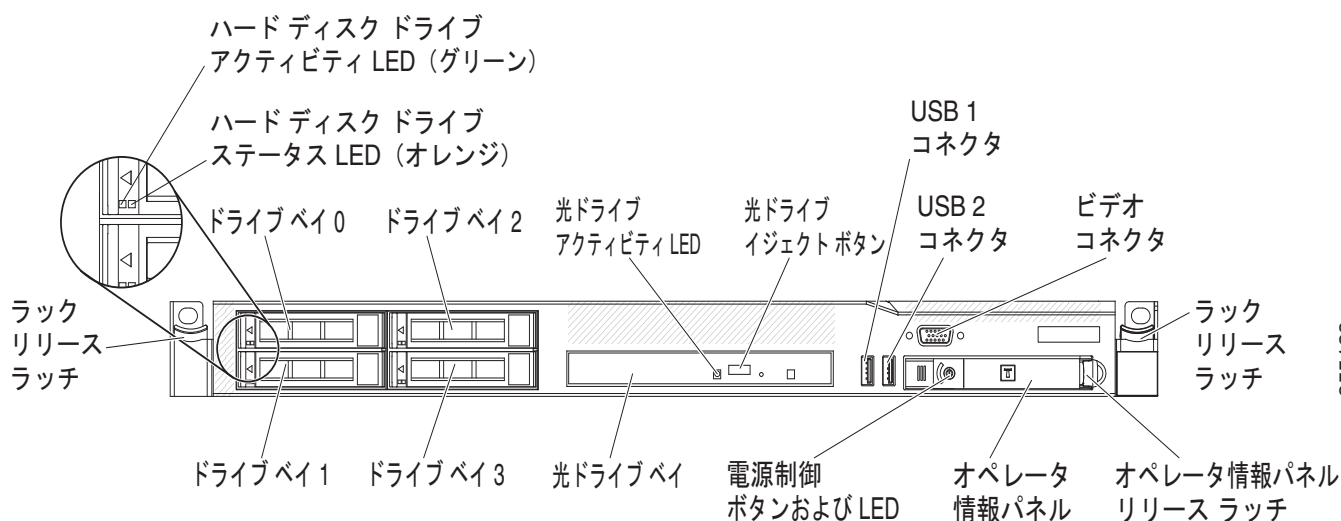 ハード ディスク ドライブ
アクティビティ LED（グリーン）
ハード ディスク ドライブ
ステータス LED（オレンジ）
USB 1
コネクタ
ドライブ ベイ 0
ドライブ ベイ 2
光ドライブ
アクティビティ LED
光ドライブ
イジェクト ボタン
USB 2
コネクタ
ビデオ
コネクタ
ラック
リリース
ラッチ
ラック
リリース
ラッチ
ドライブ ベイ 1
ドライブ ベイ 3
光ドライブ ベイ
電源制御
ボタンおよび LED
オペレータ
情報パネル
オペレータ情報パネル
リリース ラッチ